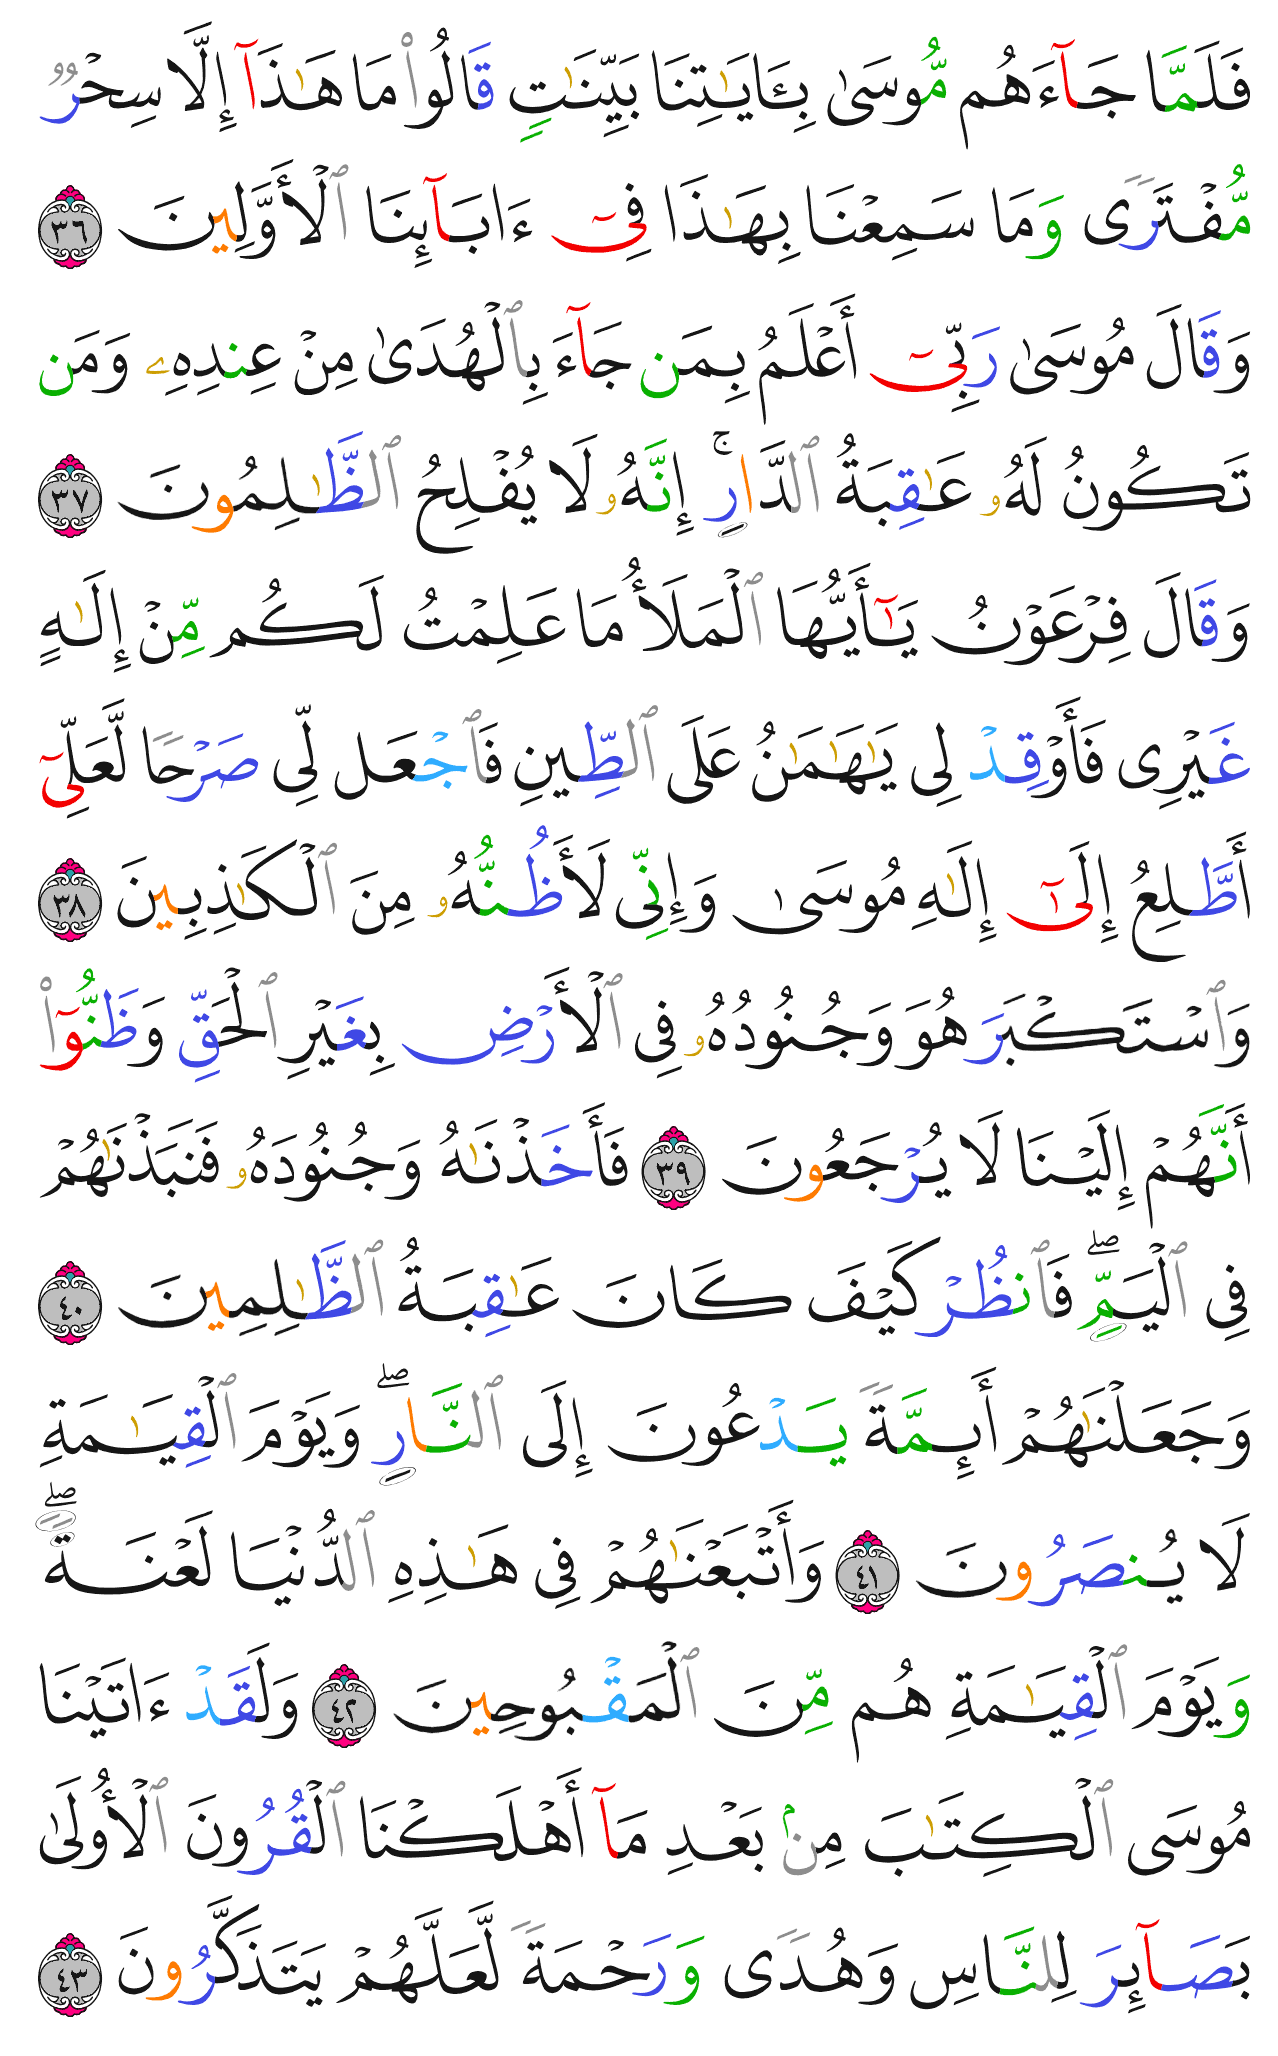 فَلَمَّا جَآءَهُم مُّوسَىٰ بِـَٔايَـٰتِنَا بَيِّنَـٰتٍ قَالُوا۟ مَا هَـٰذَآ إِلَّا سِحْرٌ
مُّفْتَرًى وَمَا سَمِعْنَا بِهَـٰذَا فِىٓ ءَابَآئِنَا ٱلْأَوَّلِينَ ٣٦
وَقَالَ مُوسَىٰ رَبِّىٓ أَعْلَمُ بِمَن جَآءَ بِٱلْهُدَىٰ مِنْ عِندِهِۦ وَمَن
تَكُونُ لَهُۥ عَـٰقِبَةُ ٱلدَّارِ ۚ إِنَّهُۥ لَا يُفْلِحُ ٱلظَّـٰلِمُونَ ٣٧
وَقَالَ فِرْعَوْنُ يَـٰٓأَيُّهَا ٱلْمَلَأُ مَا عَلِمْتُ لَكُم مِّنْ إِلَـٰهٍ
غَيْرِى فَأَوْقِدْ لِى يَـٰهَـٰمَـٰنُ عَلَى ٱلطِّينِ فَٱجْعَل لِّى صَرْحًا لَّعَلِّىٓ
أَطَّلِعُ إِلَىٰٓ إِلَـٰهِ مُوسَىٰ وَإِنِّى لَأَظُنُّهُۥ مِنَ ٱلْكَـٰذِبِينَ ٣٨
وَٱسْتَكْبَرَ هُوَ وَجُنُودُهُۥ فِى ٱلْأَرْضِ بِغَيْرِ ٱلْحَقِّ وَظَنُّوٓا۟
أَنَّهُمْ إِلَيْنَا لَا يُرْجَعُونَ ٣٩ فَأَخَذْنَـٰهُ وَجُنُودَهُۥ فَنَبَذْنَـٰهُمْ
فِى ٱلْيَمِّ ۖ فَٱنظُرْ كَيْفَ كَانَ عَـٰقِبَةُ ٱلظَّـٰلِمِينَ ٤٠
وَجَعَلْنَـٰهُمْ أَئِمَّةً يَدْعُونَ إِلَى ٱلنَّارِ ۖ وَيَوْمَ ٱلْقِيَـٰمَةِ
لَا يُنصَرُونَ ٤١ وَأَتْبَعْنَـٰهُمْ فِى هَـٰذِهِ ٱلدُّنْيَا لَعْنَةً ۖ
وَيَوْمَ ٱلْقِيَـٰمَةِ هُم مِّنَ ٱلْمَقْبُوحِينَ ٤٢ وَلَقَدْ ءَاتَيْنَا
مُوسَى ٱلْكِتَـٰبَ مِنۢ بَعْدِ مَآ أَهْلَكْنَا ٱلْقُرُونَ ٱلْأُولَىٰ
بَصَآئِرَ لِلنَّاسِ وَهُدًى وَرَحْمَةً لَّعَلَّهُمْ يَتَذَكَّرُونَ ٤٣